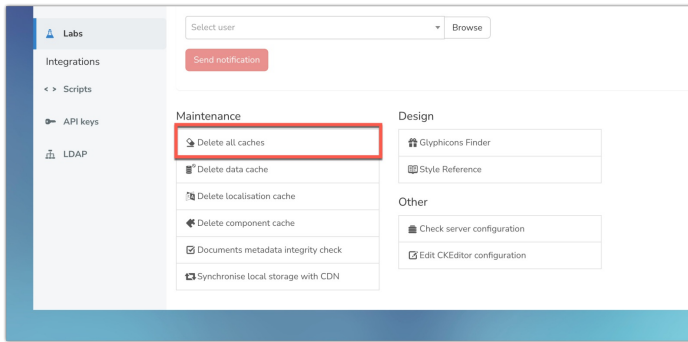 Labs
Integrations
Scripts
API keys
LDAP
Select user
Browse
Send notification
Maintenance
Delete all caches
Delete data cache
Delete localisation cache
Delete component cache
Documents metadata integrity check
Synchronise local storage with CDN
Design
Glyphicons Finder
Style Reference
Other
Check server configuration
Edit CKEditor configuration